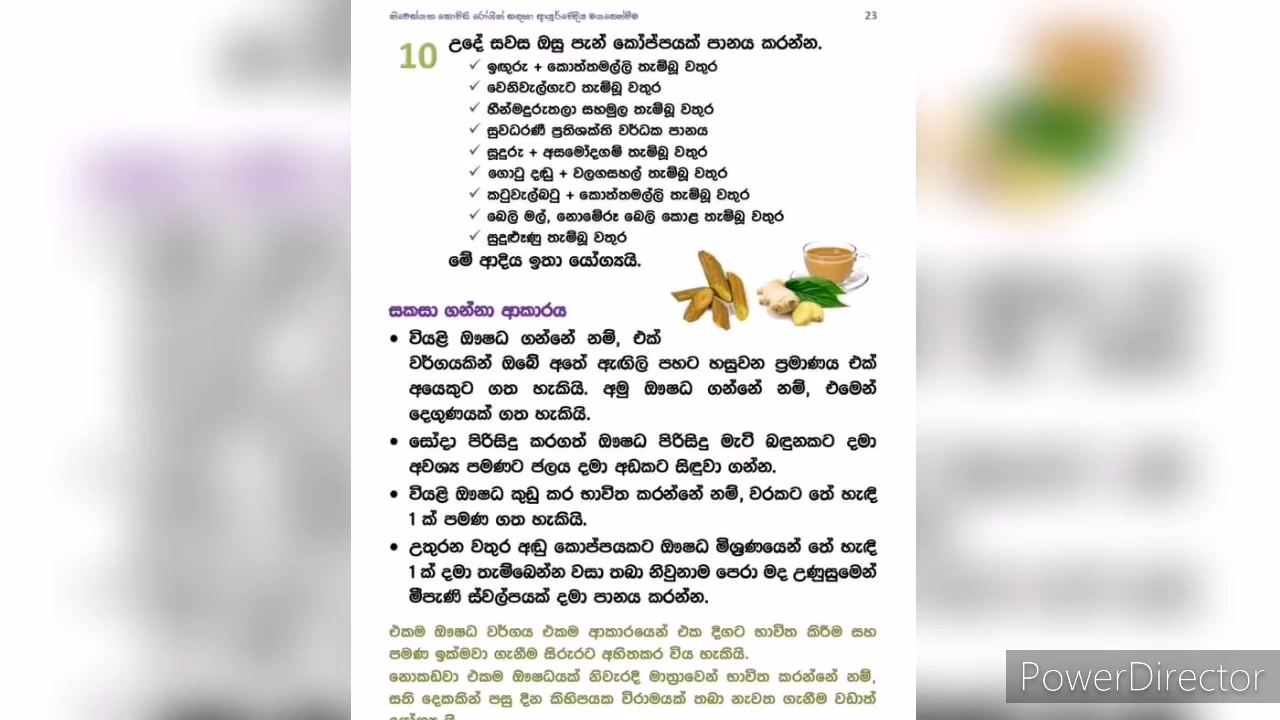 නිවෙස්ගත කොවිඩ් රෝගීන් සඳහා ආයුර්වේදීය මගපෙන්වීම 23
10 උදේ සවස ඔසු පැන් කෝප්පයක් පානය කරන්න.
✓ ඉඟුරු + කොත්තමල්ලි තැම්බූ වතුර
✓ වෙනිවැල්ගැට තැම්බූ වතුර
✓ හීන්මදුරුතලා සහමුල තැම්බූ වතුර
✓ සුවධරණී ප්‍රතිශක්ති වර්ධක පානය
✓ සූදුරු + අසමෝදගම් තැම්බූ වතුර
✓ ගොටු දඬු + වලගසහල් තැම්බූ වතුර
✓ කටුවැල්බටු + කොත්තමල්ලි තැම්බූ වතුර
✓ බෙලි මල්, නොමේරූ බෙලි කොළ තැම්බූ වතුර
✓ සුදුළූණු තැම්බූ වතුර
මේ ආදිය ඉතා යෝග්‍යයි.
සකසා ගන්නා ආකාරය
• වියළි ඖෂධ ගන්නේ නම්, එක්
වර්ගයකින් ඔබේ අතේ ඇඟිලි පහට හසුවන ප්‍රමාණය එක්
අයෙකුට ගත හැකියි. අමු ඖෂධ ගන්නේ නම්, එමෙන්
දෙගුණයක් ගත හැකියි.
• සෝදා පිරිසිදු කරගත් ඖෂධ පිරිසිදු මැටි බඳුනකට දමා
අවශ්‍ය පමණට ජලය දමා අඩකට සිඳුවා ගන්න.
• වියළි ඖෂධ කුඩු කර භාවිත කරන්නේ නම්, වරකට තේ හැඳි
1 ක් පමණ ගත හැකියි.
• උතුරන වතුර අඬු කොප්පයකට ඖෂධ මිශ්‍රණයෙන් තේ හැඳි
1 ක් දමා තැම්බෙන්න වසා තබා නිවුනාම පෙරා මද උණුසුමෙන්
මීපැණි ස්වල්පයක් දමා පානය කරන්න.
එකම ඖෂධ වර්ගය එකම ආකාරයෙන් එක දිගට භාවිත කිරීම සහ
පමණ ඉක්මවා ගැනීම සිරුරට අහිතකර විය හැකියි.
නොකඩවා එකම ඖෂධයක් නිවැරදි මාත්‍රාවෙන් භාවිත කරන්නේ නම්,
සති දෙකකින් පසු දින කිහිපයක විරාමයක් තබා නැවත ගැනීම වඩාත්
PowerDirector